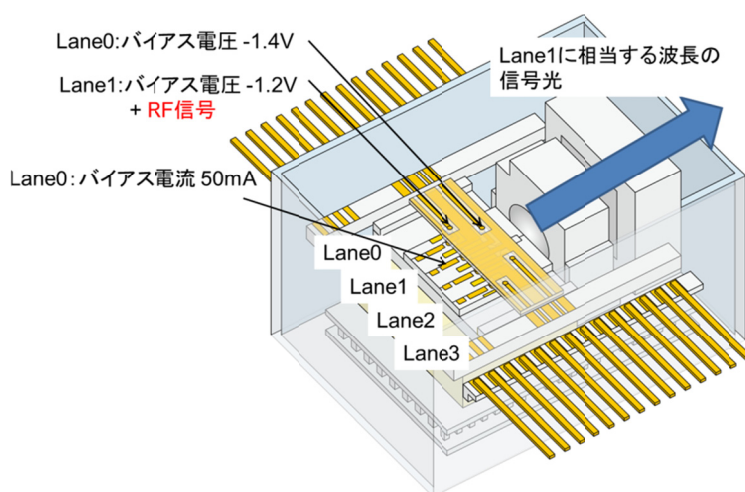 Lane0:バイアス電圧 -1.4V
Lane1:バイアス電圧 -1.2V
+ RF信号
Lane1に相当する波長の
信号光
Lane0:バイアス電流 50mA
Lane0
Lane1
Lane2
Lane3